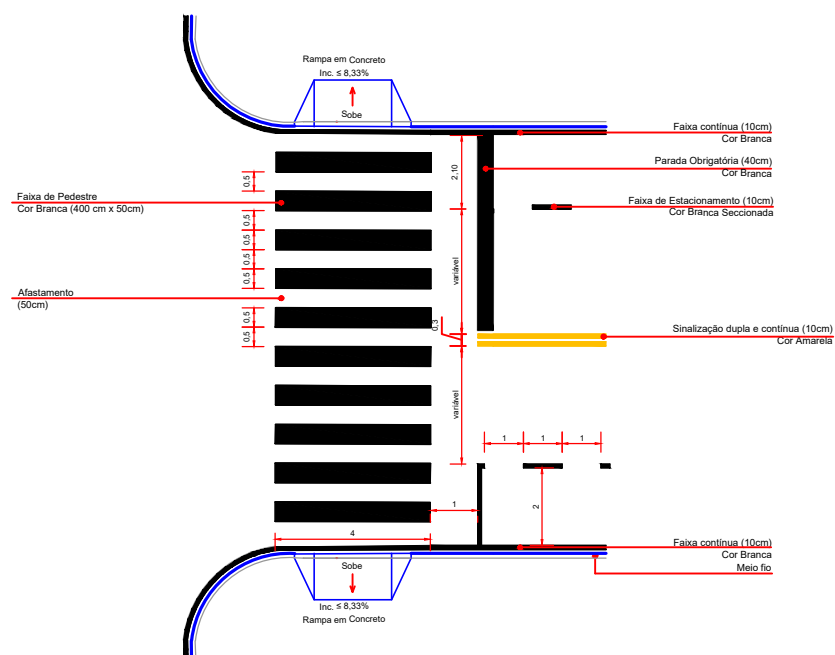 Rampa em Concreto
Inc. ≤ 8,33%
Sobe
Faixa contínua (10cm)
Cor Branca
Parada Obrigatória (40cm)
Cor Branca
2,10
0,5
Faixa de Pedestre
Cor Branca (400 cm x 50cm)
Faixa de Estacionamento (10cm)
Cor Branca Seccionada
0,5
0,5
0,5
0,5
variável
Afastamento
(50cm)
0,5
0,5
0,3
Sinalização dupla e contínua (10cm)
Cor Amarela
variável
1
1
1
1
2
4
Faixa contínua (10cm)
Cor Branca
Meio fio
Sobe
Inc. ≤ 8,33%
Rampa em Concreto